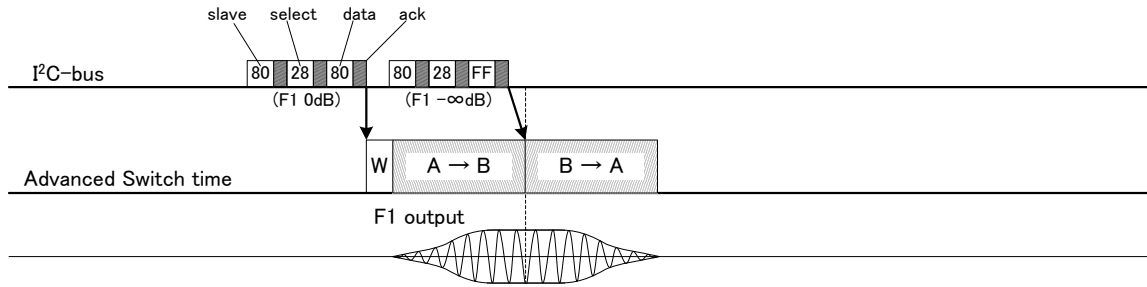 slave select data ack
I²C-bus 80 28 80 80 28 FF
(F1 0dB) (F1 −∞dB)
W A → B B → A
Advanced Switch time
F1 output